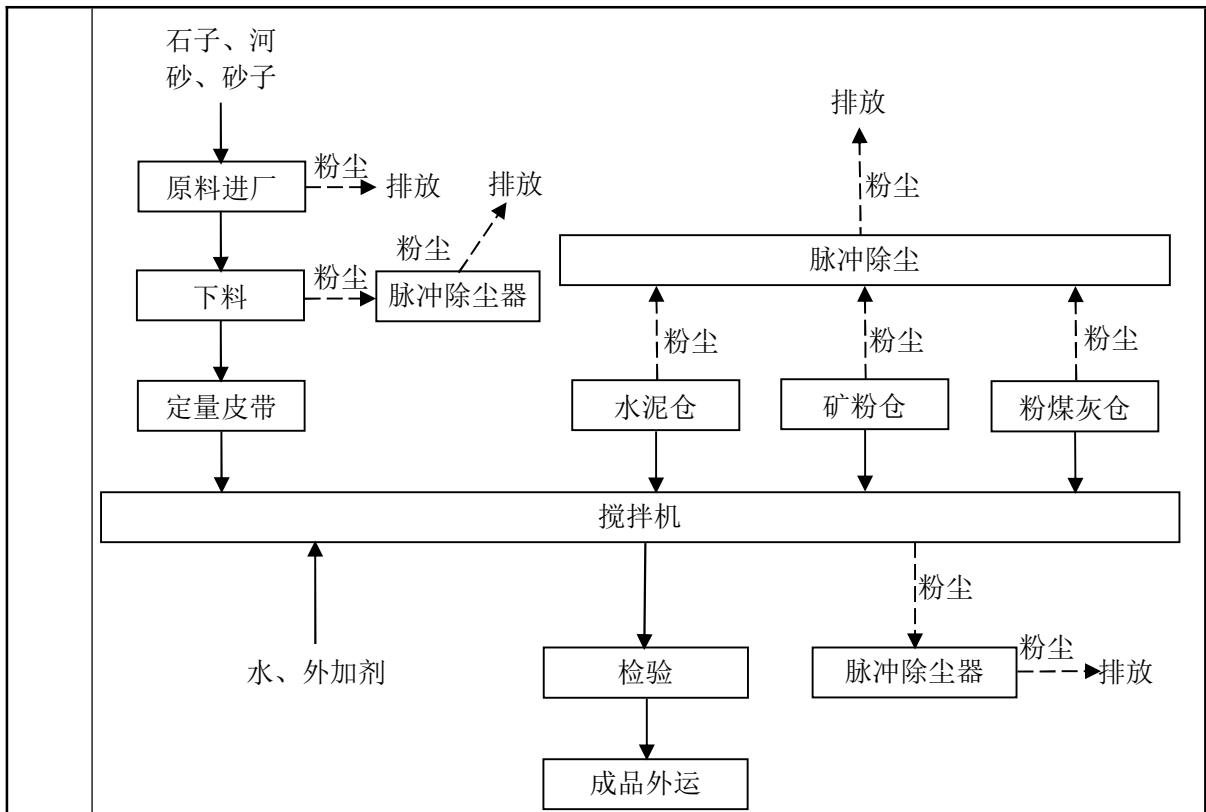 石子、河
砂、砂子
排放
粉尘
原料进厂
排放
排放
粉尘
粉尘
脉冲除尘
粉尘
下料
脉冲除尘器
粉尘
粉尘
粉尘
定量皮带
水泥仓
矿粉仓
粉煤灰仓
搅拌机
粉尘
水、外加剂
检验
脉冲除尘器
粉尘
排放
成品外运